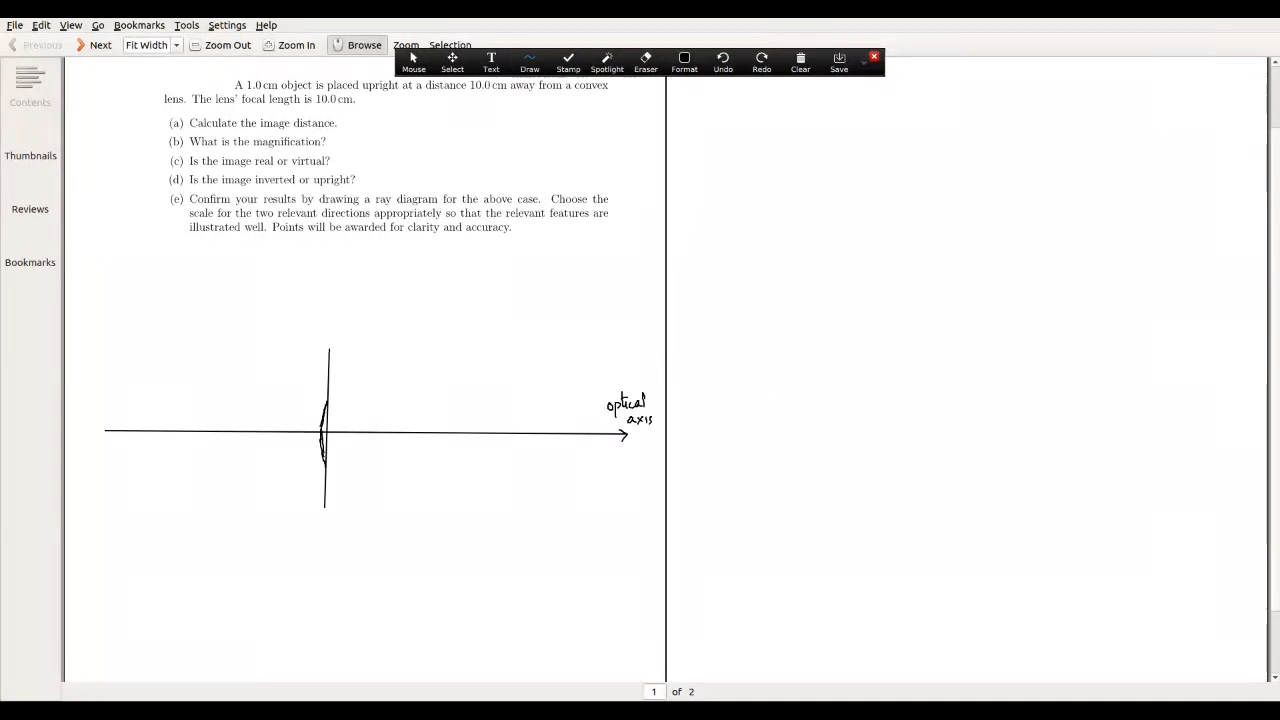 File Edit View Go Bookmarks Tools Settings Help
Previous Next Fit Width Zoom Out Zoom In Browse Zoom Selection
Mouse Select Text Draw Stamp Spotlight Eraser Format Undo Redo Clear Save
Contents
Thumbnails
Reviews
Bookmarks
A 1.0 cm object is placed upright at a distance 10.0 cm away from a convex
lens. The lens' focal length is 10.0 cm.
(a) Calculate the image distance.
(b) What is the magnification?
(c) Is the image real or virtual?
(d) Is the image inverted or upright?
(e) Confirm your results by drawing a ray diagram for the above case. Choose the
scale for the two relevant directions appropriately so that the relevant features are
illustrated well. Points will be awarded for clarity and accuracy.
optical
axis
1 of 2